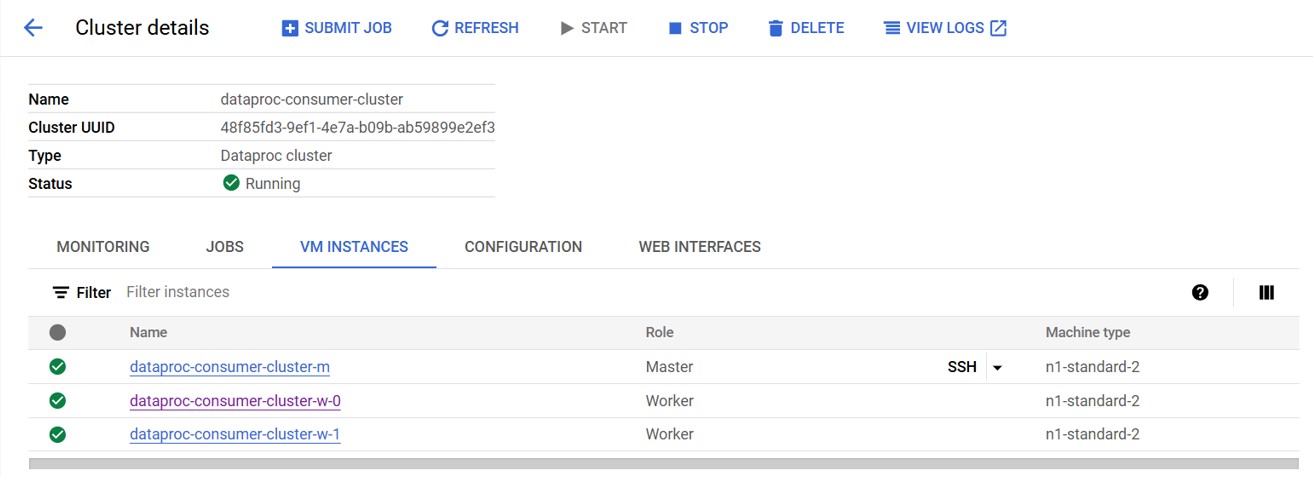 Cluster details SUBMIT JOB REFRESH START STOP DELETE VIEW LOGS
Name dataproc-consumer-cluster
Cluster UUID 48f85fd3-9ef1-4e7a-b09b-ab59899e2ef3
Type Dataproc cluster
Status Running
MONITORING JOBS VM INSTANCES CONFIGURATION WEB INTERFACES
Filter Filter instances
Name Role Machine type
dataproc-consumer-cluster-m Master SSH n1-standard-2
dataproc-consumer-cluster-w-0 Worker n1-standard-2
dataproc-consumer-cluster-w-1 Worker n1-standard-2